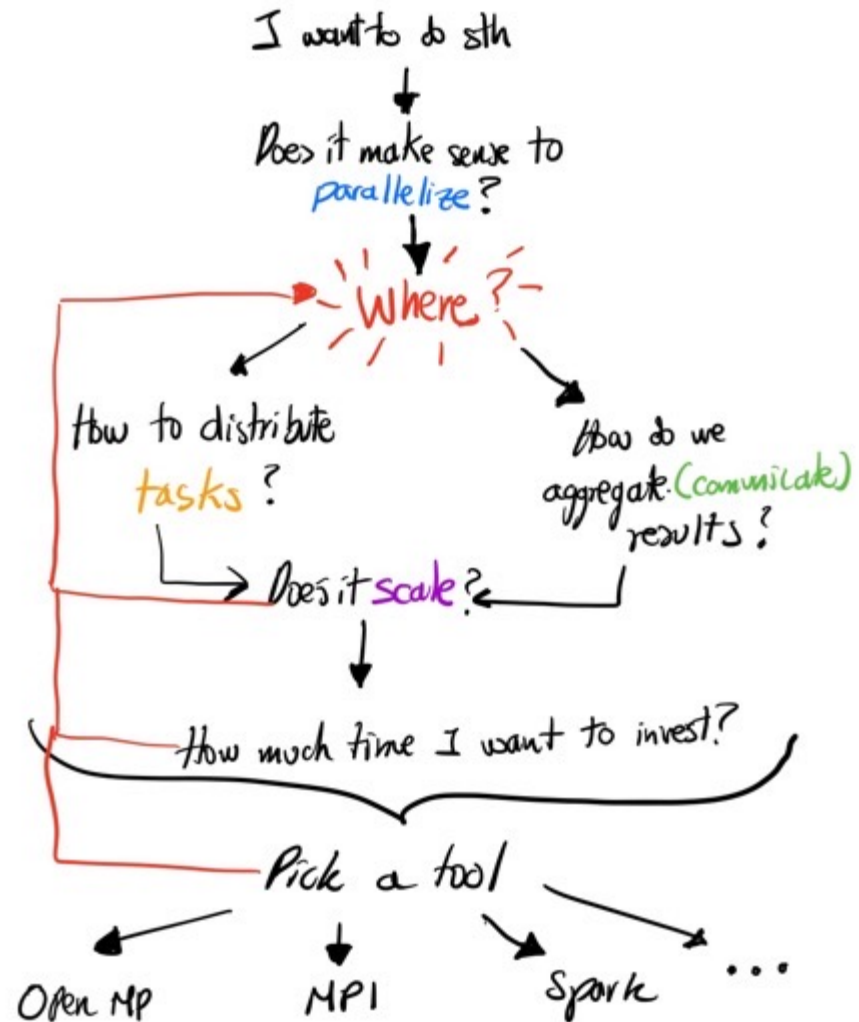 I want to do sth
Does it make sense to
parallelize?
Where?
How to distribute
tasks?
How do we
aggregate (comunicate)
results?
Does it scale?
How much time I want to invest?
Pick a tool
Open MP
MPI
Spark
...